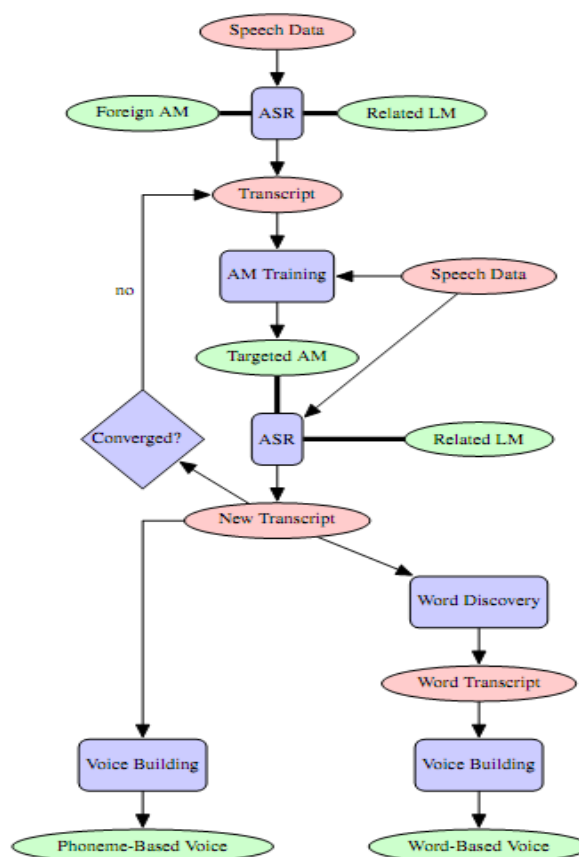 Speech Data
Foreign AM
ASR
Related LM
Transcript
AM Training
Speech Data
no
Targeted AM
Converged?
ASR
Related LM
New Transcript
Word Discovery
Word Transcript
Voice Building
Voice Building
Phoneme-Based Voice
Word-Based Voice